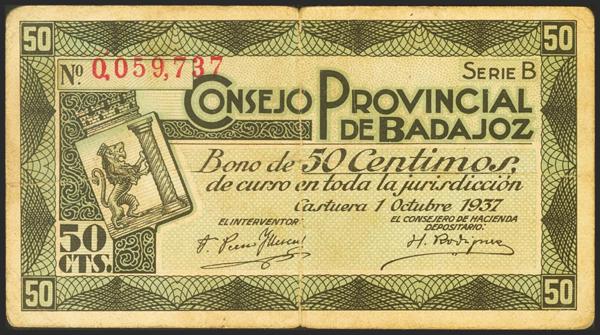 50 50
Nº 0,059,737
SERIE B
CONSEJO PROVINCIAL
DE BADAJOZ
Bono de 50 Centimos,
de curso en toda la jurisdicción
Castuera 1 Octubre 1937
EL INTERVENTOR
EL CONSEJERO DE HACIENDA
DEPOSITARIO:
H. Rodriguez
50
CTS.
50 50